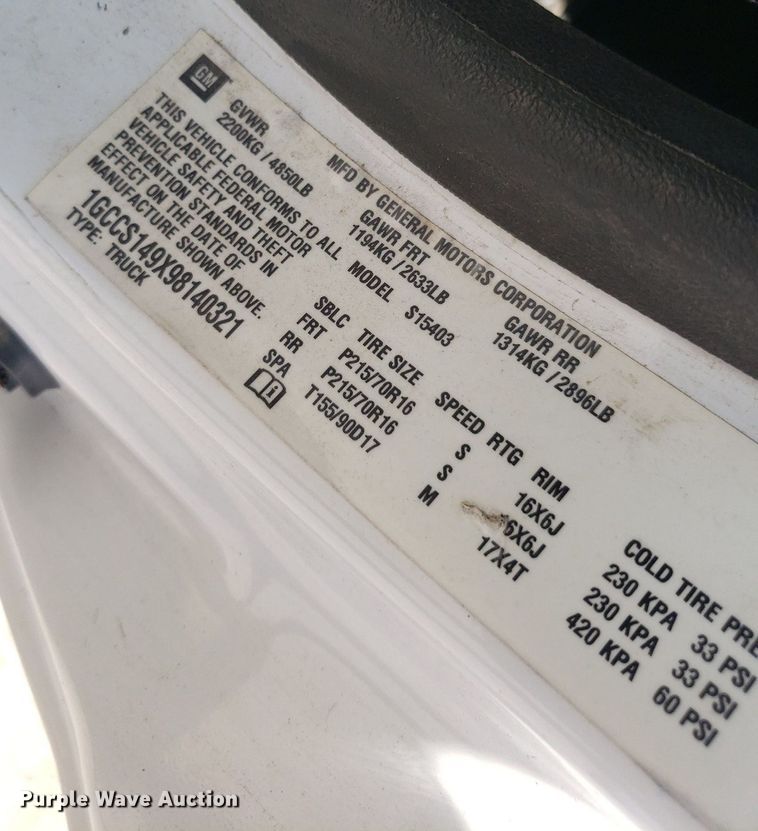 GM
MFD BY GENERAL MOTORS CORPORATION
GVWR GAWR FRT GAWR RR
2200KG / 4850LB 1194KG / 2633LB 1314KG / 2896LB
THIS VEHICLE CONFORMS TO ALL
APPLICABLE FEDERAL MOTOR
VEHICLE SAFETY AND THEFT
PREVENTION STANDARDS IN
EFFECT ON THE DATE OF
MANUFACTURE SHOWN ABOVE.
1GCCS149X98140321
TYPE: TRUCK
MODEL S15403
SBLC TIRE SIZE SPEED RTG RIM COLD TIRE PRE
FRT P215/70R16 S 16X6J 230 KPA 33 PSI
RR P215/70R16 S 6X6J 230 KPA 33 PSI
SPA T155/90D17 M 17X4T 420 KPA 60 PSI
i
Purple Wave Auction